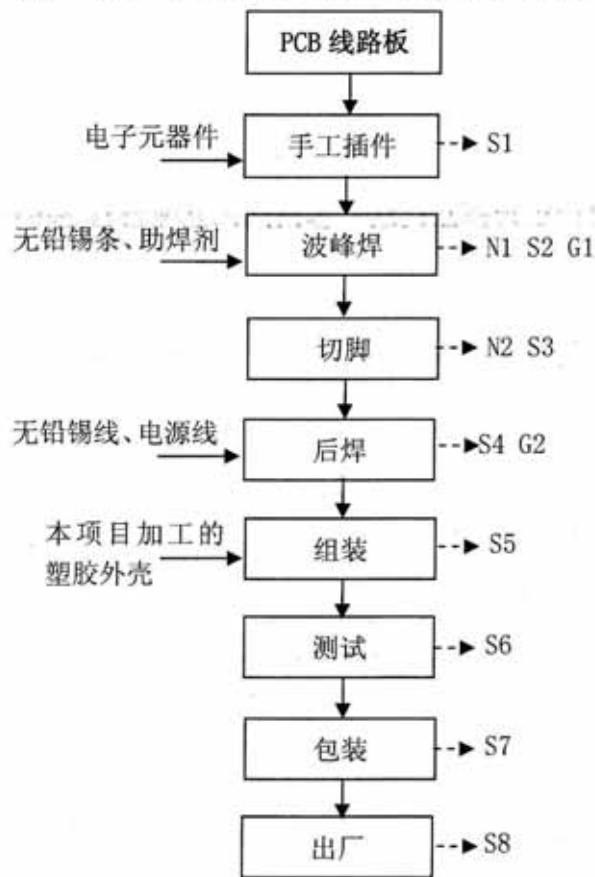 PCB 线路板
电子元器件
手工插件
S1
无铅锡条、助焊剂
波峰焊
N1 S2 G1
切脚
N2 S3
无铅锡线、电源线
后焊
S4 G2
本项目加工的
塑胶外壳
组装
S5
测试
S6
包装
S7
出厂
S8